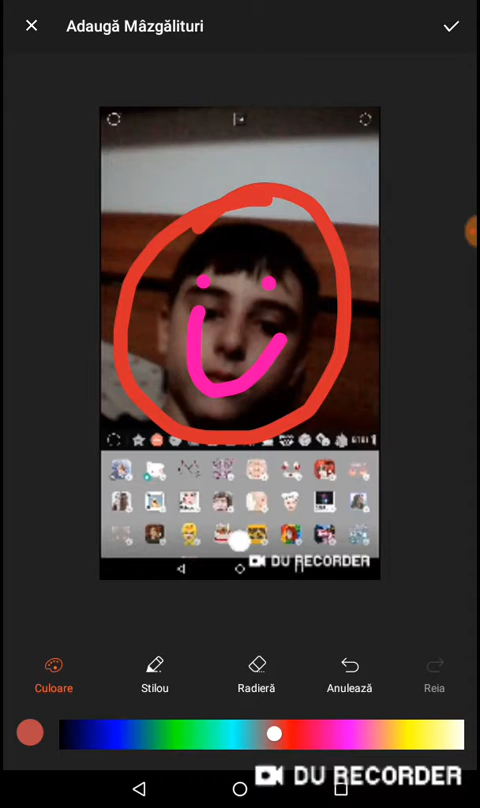 Adaugă Mâzgălituri
DU RECORDER
Culoare
Stilou
Radieră
Anulează
Reia
DU RECORDER